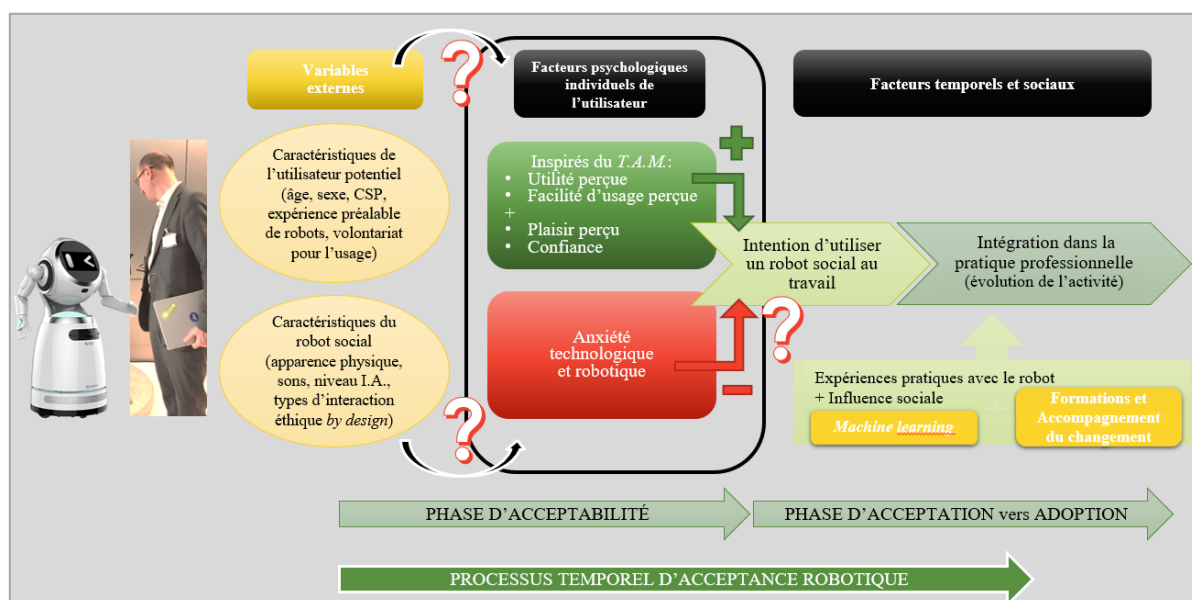 Variables
externes
?
Facteurs psychologiques
individuels de
l’utilisateur
Facteurs temporels et sociaux
Caractéristiques de
l’utilisateur potentiel
(âge, sexe, CSP,
expérience préalable
de robots, volontariat
pour l’usage)
Inspirés du T.A.M.:
• Utilité perçue
• Facilité d’usage perçue
+
• Plaisir perçu
• Confiance
Intention d’utiliser
un robot social au
travail
Intégration dans la
pratique professionnelle
(évolution de l’activité)
Caractéristiques du
robot social
(apparence physique,
sons, niveau I.A.,
types d’interaction
éthique by design)
?
Anxiété
technologique
et robotique
?
Expériences pratiques avec le robot
+ Influence sociale
Machine learning
Formations et
Accompagnement
du changement
PHASE D’ACCEPTABILITÉ
PHASE D’ACCEPTATION vers ADOPTION
PROCESSUS TEMPOREL D’ACCEPTANCE ROBOTIQUE